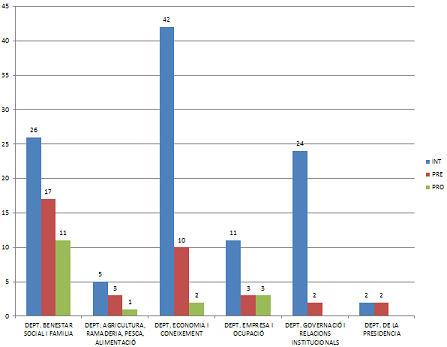 45
40
35
30
25
20
15
10
5
0
26
17
11
5
3
1
42
10
2
11
3
3
24
2
2
2
INT
PRE
PRO
DEPT. BENESTAR
SOCIAL I FAMILIA
DEPT. AGRICULTURA,
RAMADERIA, PESCA,
ALIMENTACIÓ
DEPT. ECONOMIA I
CONEIXEMENT
DEPT. EMPRESA I
OCUPACIÓ
DEPT. GOVERNACIÓ I
RELACIONS
INSTITUCIONALS
DEPT. DE LA
PRESIDENCIA